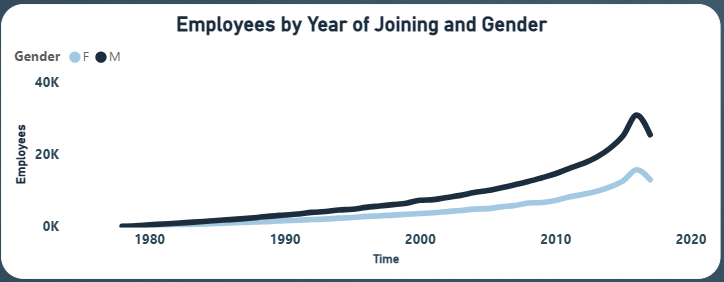 Employees by Year of Joining and Gender
Gender F M
40K
20K
0K
Employees
1980 1990 2000 2010 2020
Time